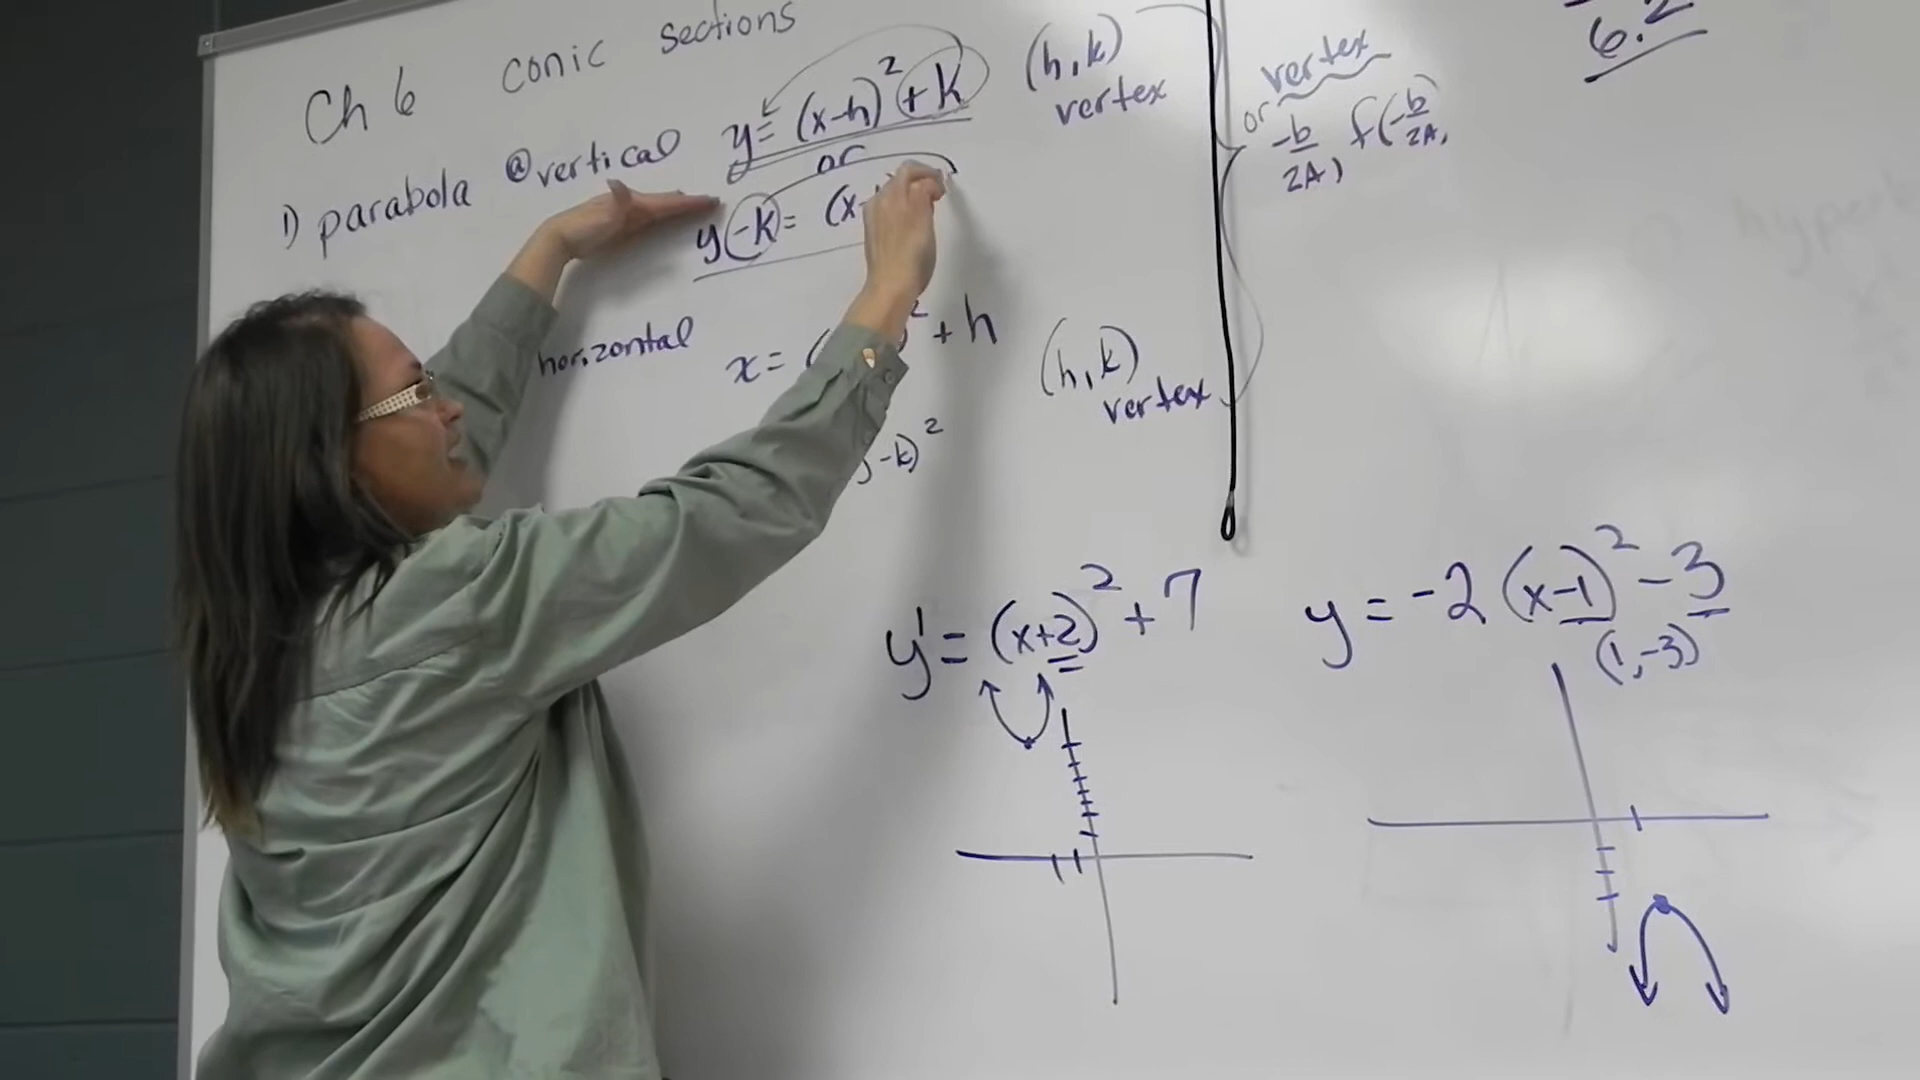 Ch 6 conic sections
1) parabola @vertical y = (x-h)² + k (h,k) vertex
or
y - k = (x-
horizontal x = ( ² + h (h,k) vertex
-k)²
vertex
or -b/2A, f(-b/2A,
6.2
y = (x+2)² + 7
y = -2(x-1)² - 3
(1,-3)